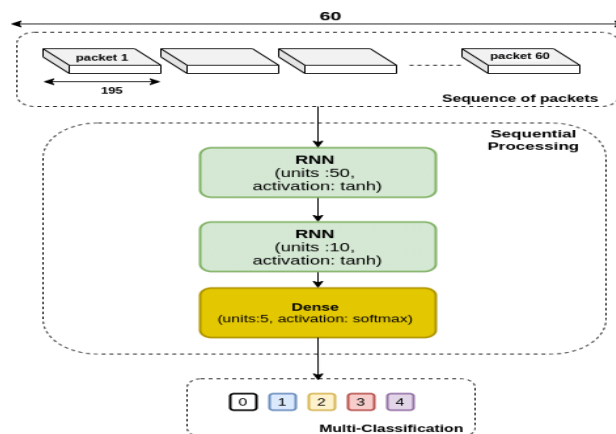 60
packet 1
packet 60
195
Sequence of packets
Sequential
Processing
RNN
(units :50,
activation: tanh)
RNN
(units :10,
activation: tanh)
Dense
(units:5, activation: softmax)
0 1 2 3 4
Multi-Classification